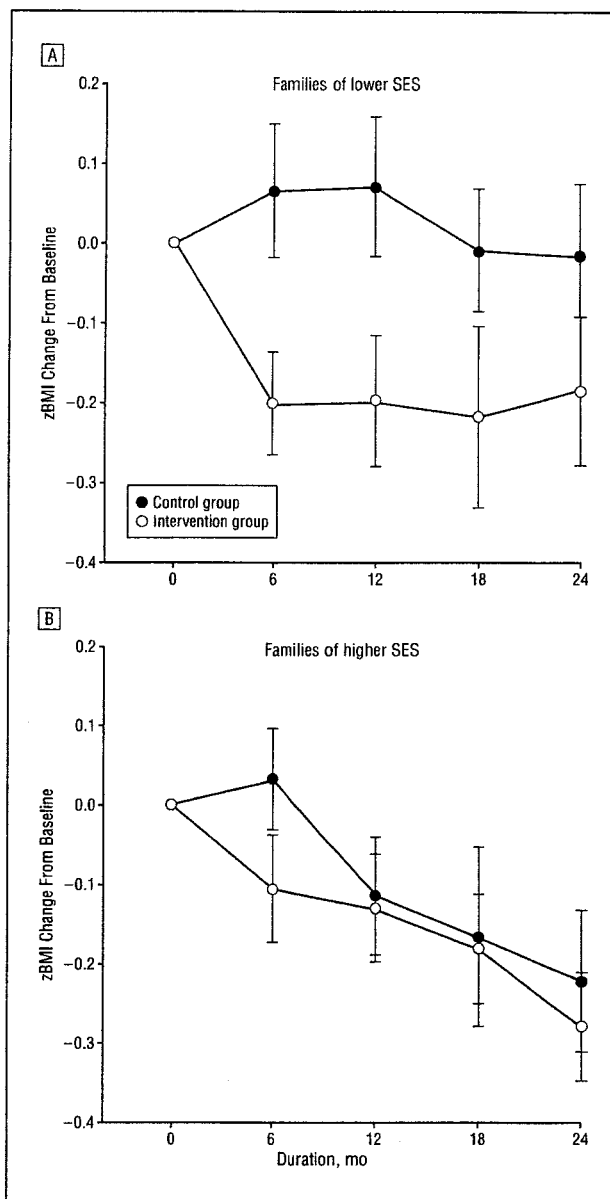 A
Families of lower SES
zBMI Change From Baseline
0.2
0.1
0.0
−0.1
−0.2
−0.3
−0.4
● Control group
○ Intervention group
0 6 12 18 24
B
Families of higher SES
zBMI Change From Baseline
0.2
0.1
0.0
−0.1
−0.2
−0.3
−0.4
0 6 12 18 24
Duration, mo